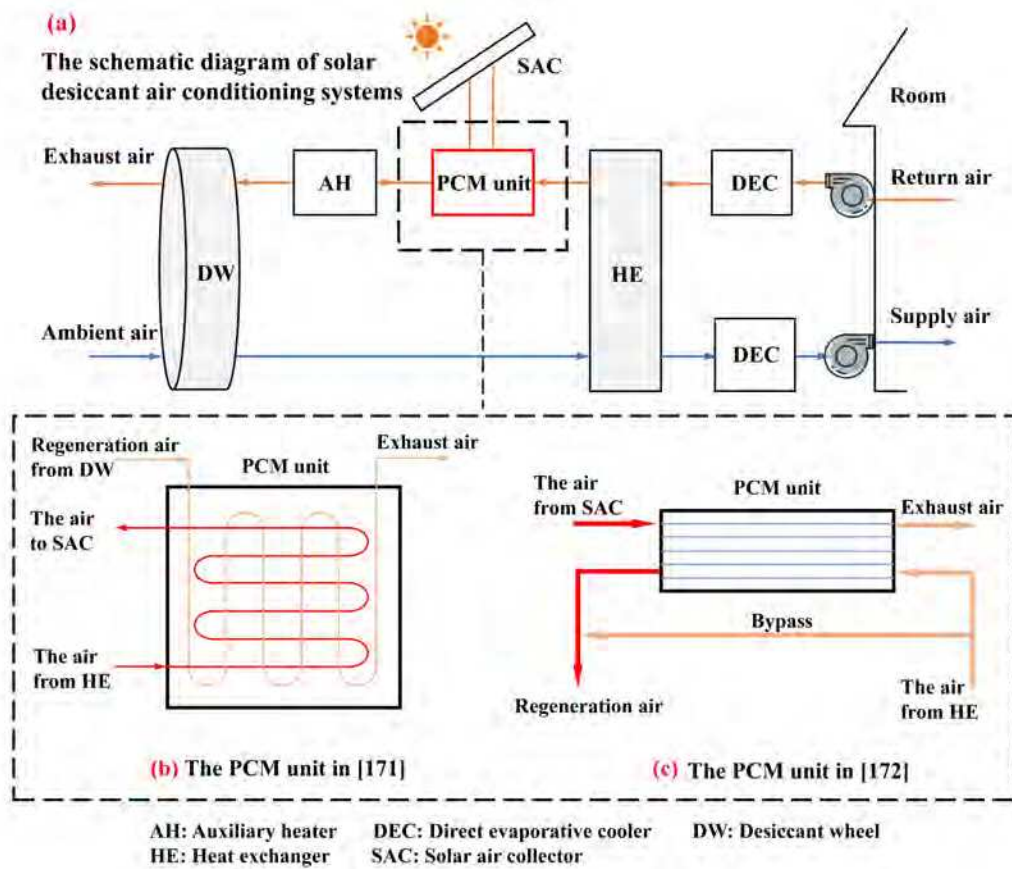 (a)
The schematic diagram of solar
desiccant air conditioning systems
SAC
Room
Exhaust air
AH
PCM unit
DEC
Return air
DW
HE
Ambient air
DEC
Supply air
Regeneration air
from DW
Exhaust air
PCM unit
The air
to SAC
The air
from HE
(b) The PCM unit in [171]
The air
from SAC
PCM unit
Exhaust air
Bypass
Regeneration air
The air
from HE
(c) The PCM unit in [172]
AH: Auxiliary heater DEC: Direct evaporative cooler DW: Desiccant wheel
HE: Heat exchanger SAC: Solar air collector